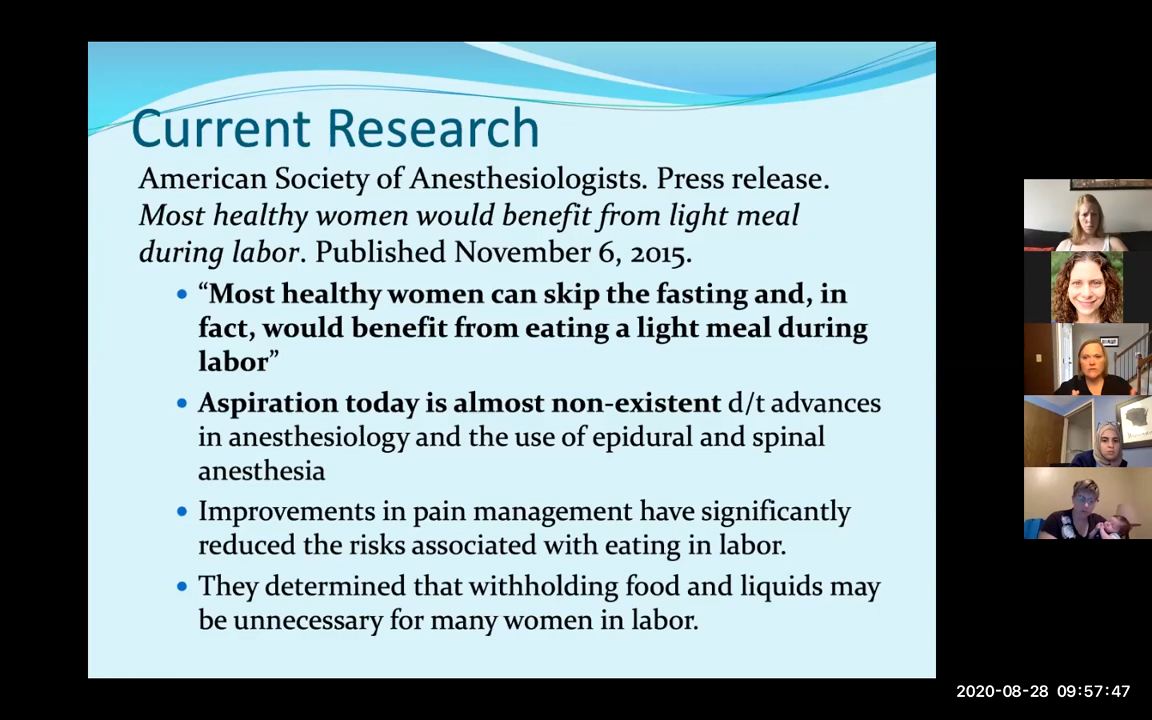 Current Research
American Society of Anesthesiologists. Press release.
Most healthy women would benefit from light meal
during labor. Published November 6, 2015.
• “Most healthy women can skip the fasting and, in
fact, would benefit from eating a light meal during
labor”
• Aspiration today is almost non-existent d/t advances
in anesthesiology and the use of epidural and spinal
anesthesia
• Improvements in pain management have significantly
reduced the risks associated with eating in labor.
• They determined that withholding food and liquids may
be unnecessary for many women in labor.
2020-08-28 09:57:47